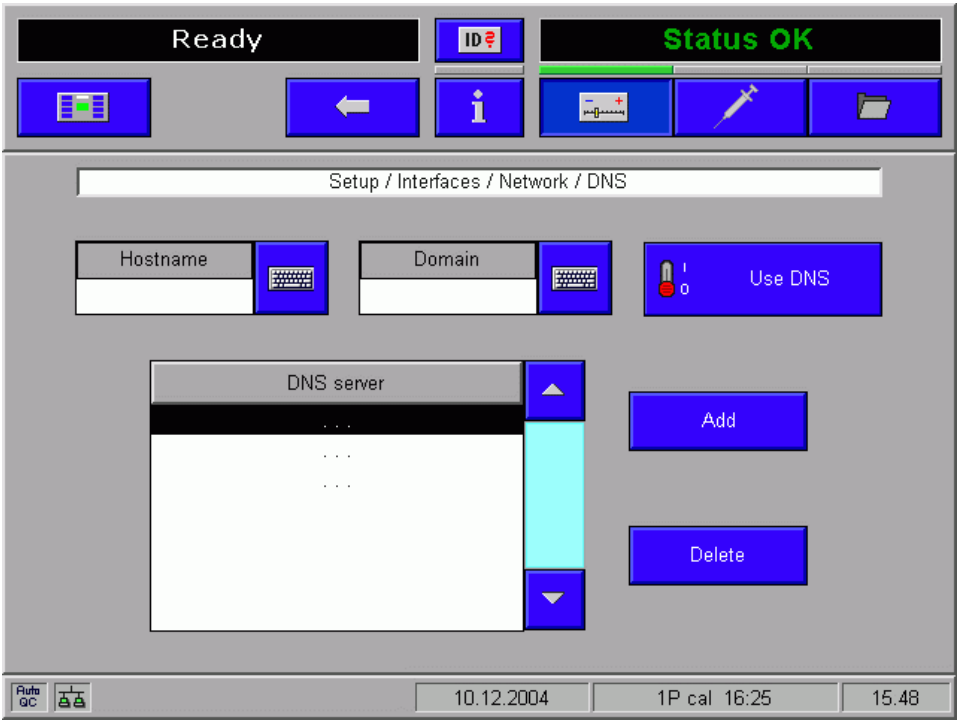 Ready
ID?
Status OK
i
Setup / Interfaces / Network / DNS
Hostname
Domain
I
0
Use DNS
DNS server
. . .
. . .
. . .
Add
Delete
Auto
QC
10.12.2004
1P cal 16:25
15.48